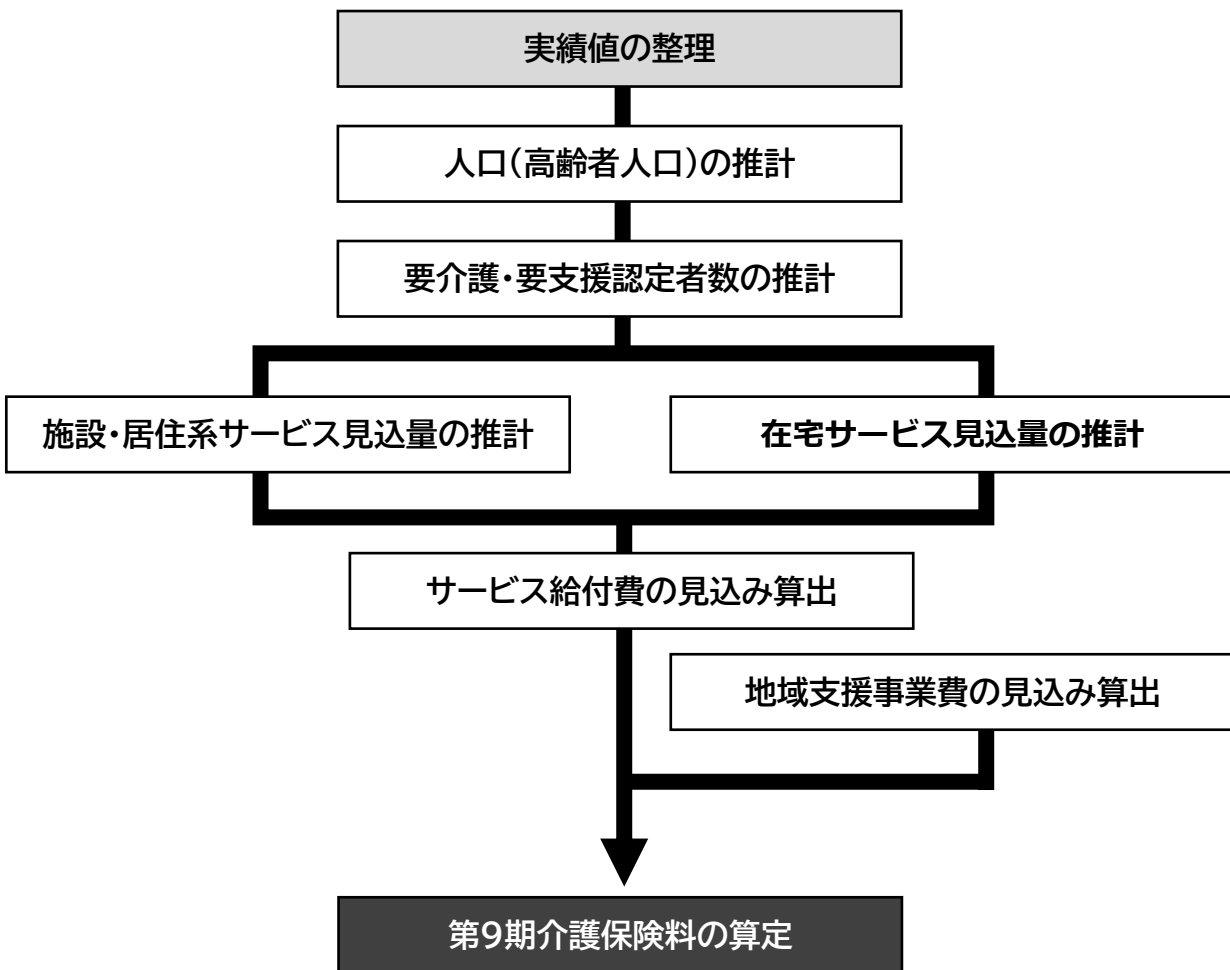 実績値の整理
人口(高齢者人口)の推計
要介護・要支援認定者数の推計
施設・居住系サービス見込量の推計
在宅サービス見込量の推計
サービス給付費の見込み算出
地域支援事業費の見込み算出
第9期介護保険料の算定